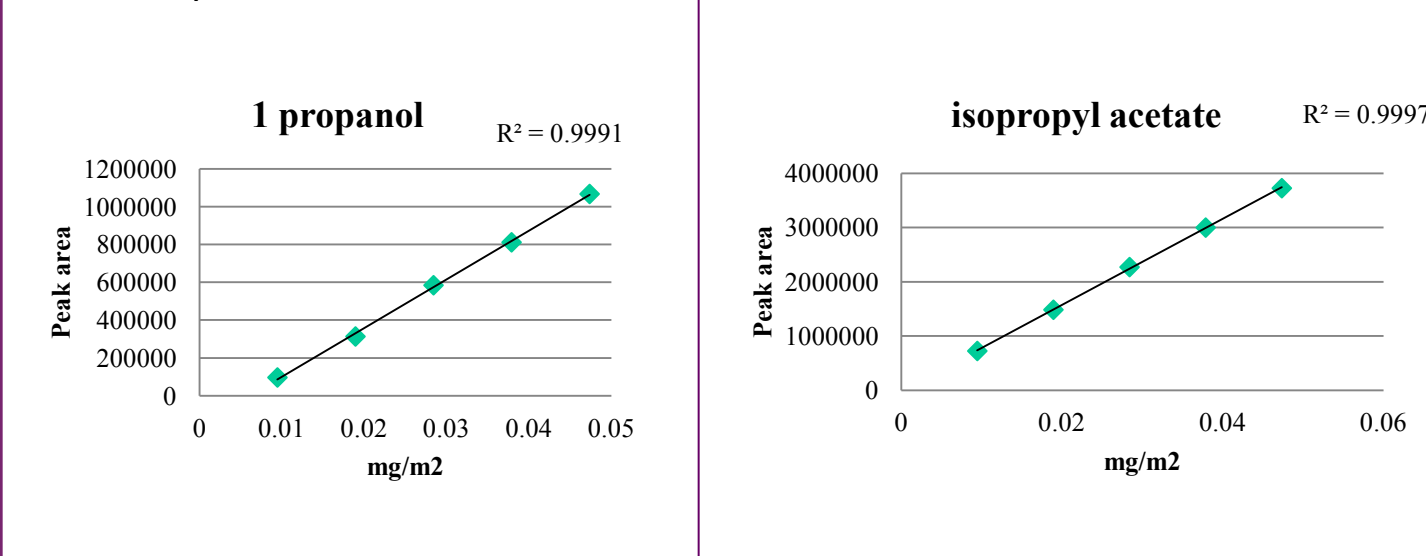 1 propanol
R² = 0.9991
1200000
1000000
800000
600000
400000
200000
0
Peak area
0 0.01 0.02 0.03 0.04 0.05
mg/m2
isopropyl acetate
R² = 0.9997
4000000
3000000
2000000
1000000
0
Peak area
0 0.02 0.04 0.06
mg/m2